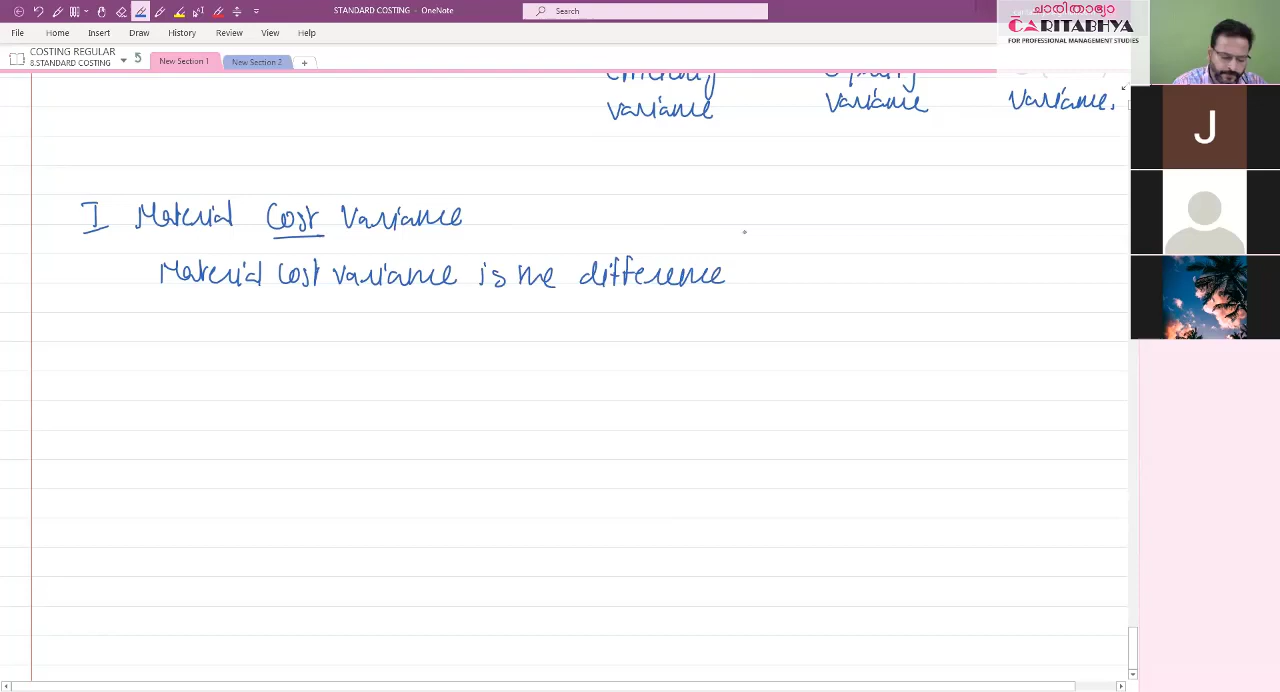 STANDARD COSTING - OneNote
Search
File Home Insert Draw History Review View Help
COSTING REGULAR
8.STANDARD COSTING
New Section 1
New Section 2
ചാരിതാഭ്യാ
CARITABHYA
FOR PROFESSIONAL MANAGEMENT STUDIES
J
variance variance variance.
I Material Cost Variance
Material cost variance is the difference